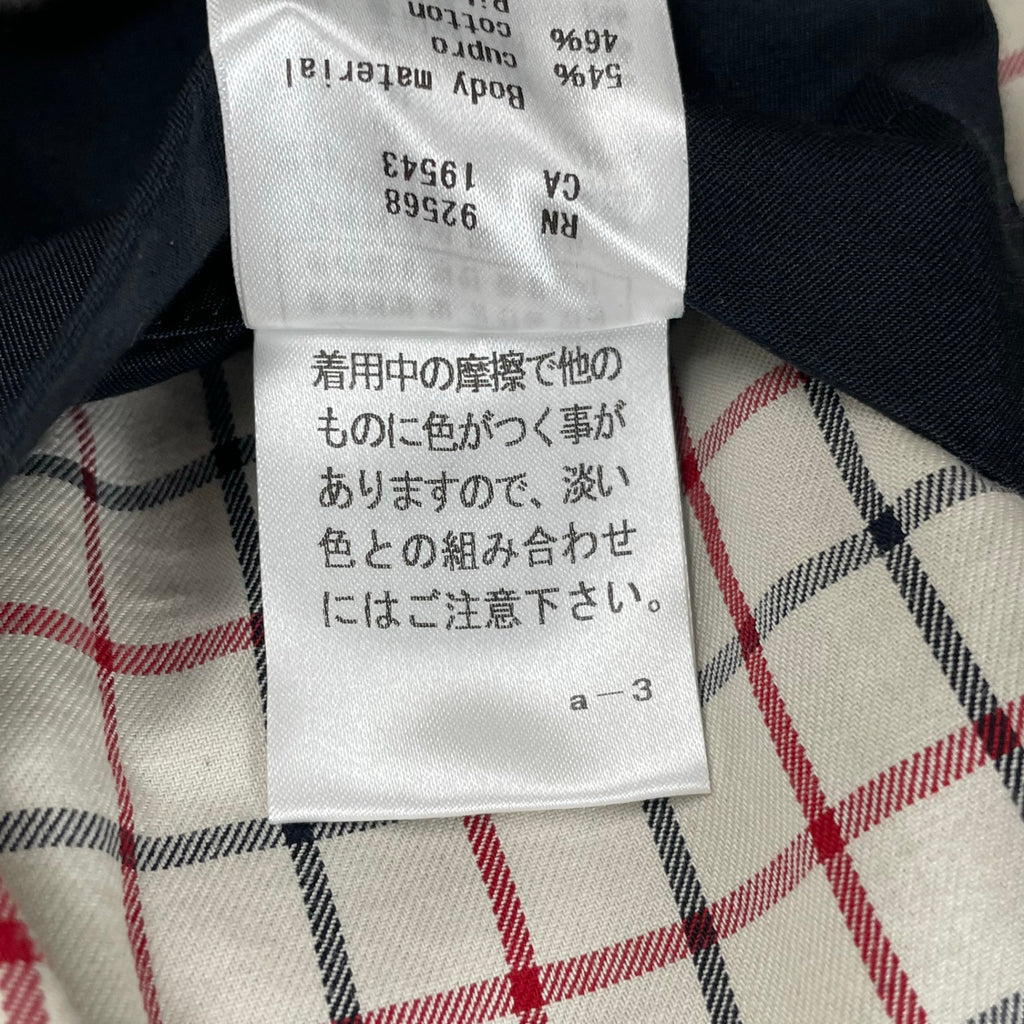 着用中の摩擦で他の
ものに色がつく事が
ありますので、淡い
色との組み合わせ
にはご注意下さい。
a－3
RN 92568
CA 19543
Body material
54% cupro
46% cotton